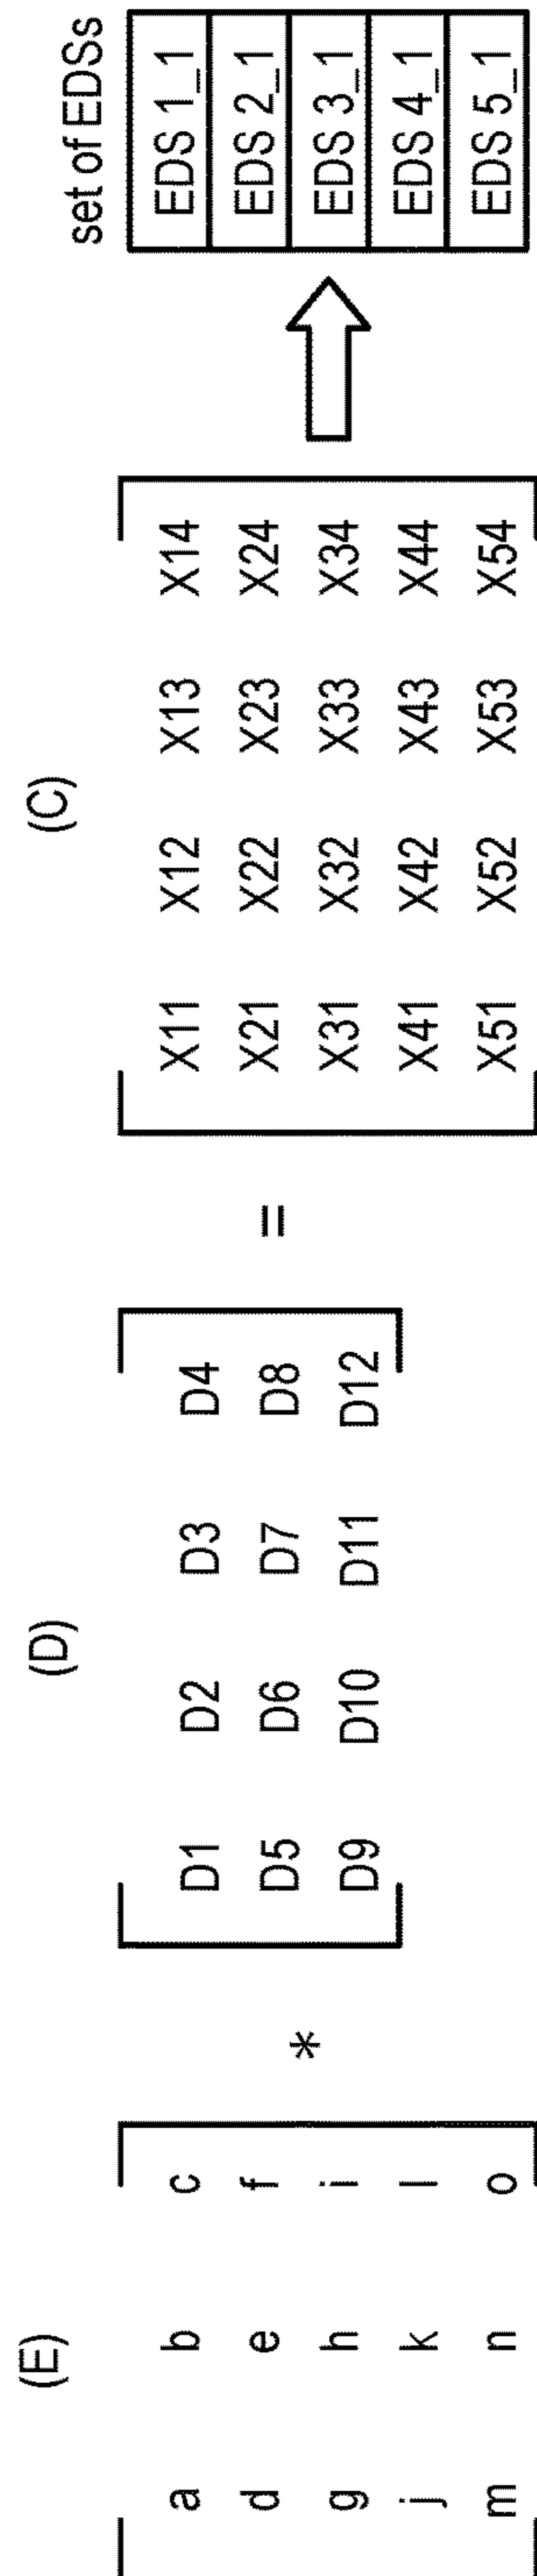 (E)
a b c
d e f
g h i
j k l
m n o
*
(D)
D1 D2 D3 D4
D5 D6 D7 D8
D9 D10 D11 D12
=
(C)
X11 X12 X13 X14
X21 X22 X23 X24
X31 X32 X33 X34
X41 X42 X43 X44
X51 X52 X53 X54
set of EDSs
EDS 1_1
EDS 2_1
EDS 3_1
EDS 4_1
EDS 5_1